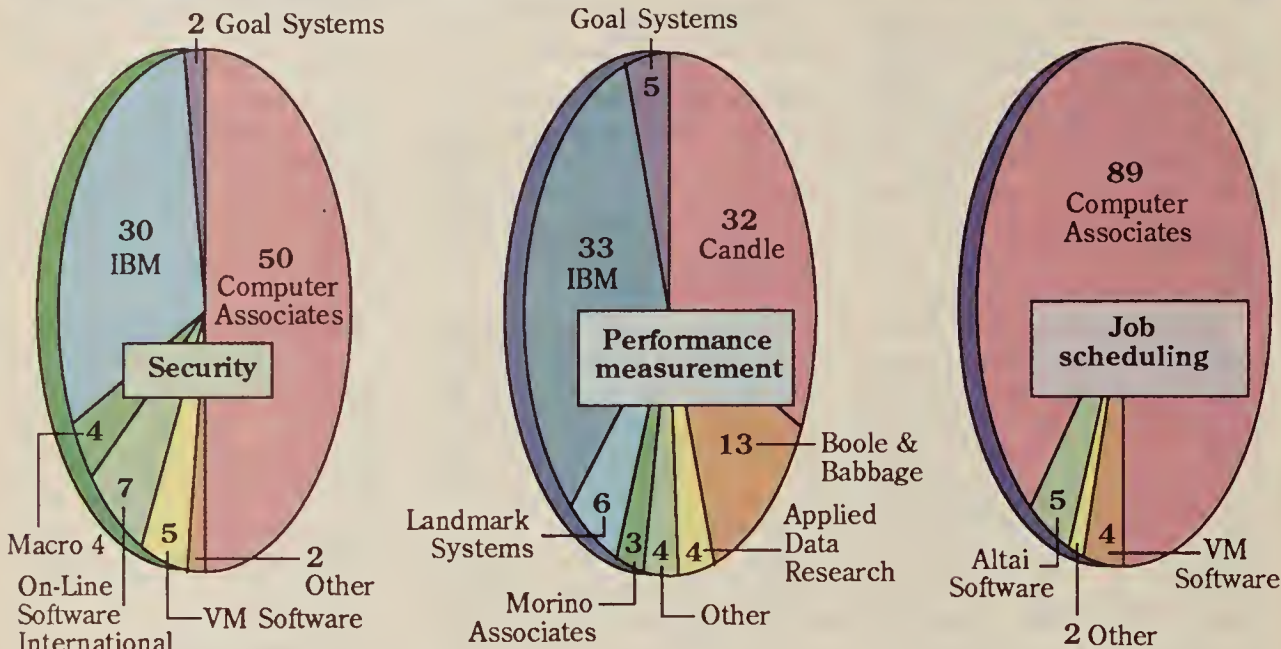 2 Goal Systems
30
IBM
50
Computer
Associates
Security
4
7
5
Macro 4
On-Line
Software
International
VM Software
2
Other
Goal Systems
5
33
IBM
32
Candle
Performance
measurement
13
Boole &
Babbage
6
Landmark
Systems
3
4
4
Applied
Data
Research
Morino
Associates
Other
89
Computer
Associates
Job
scheduling
5
4
Altai
Software
VM
Software
2 Other